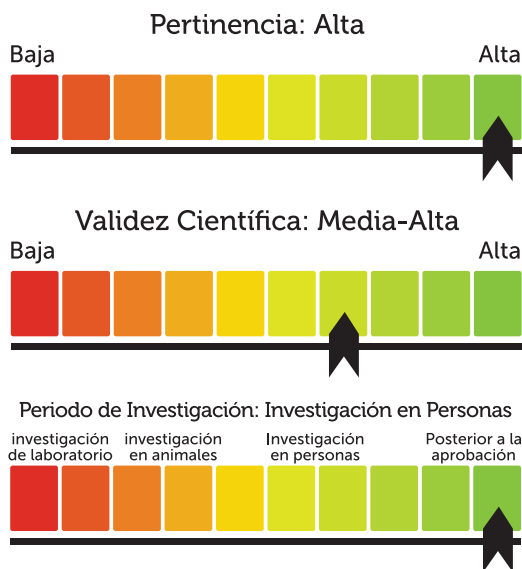 Pertinencia: Alta
Baja Alta
Validez Científica: Media-Alta
Baja Alta
Periodo de Investigación: Investigación en Personas
investigación investigación Investigación Posterior a la
de laboratorio en animales en personas aprobación